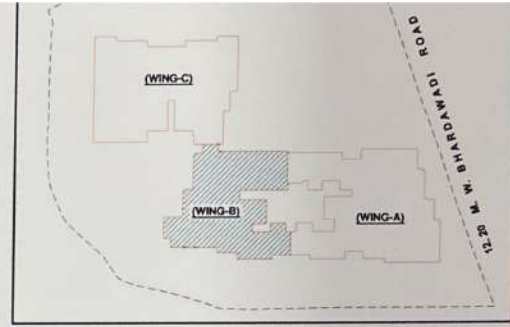 (WING-C)
(WING-B)
(WING-A)
12.20 M. W. BHARDAWADI ROAD